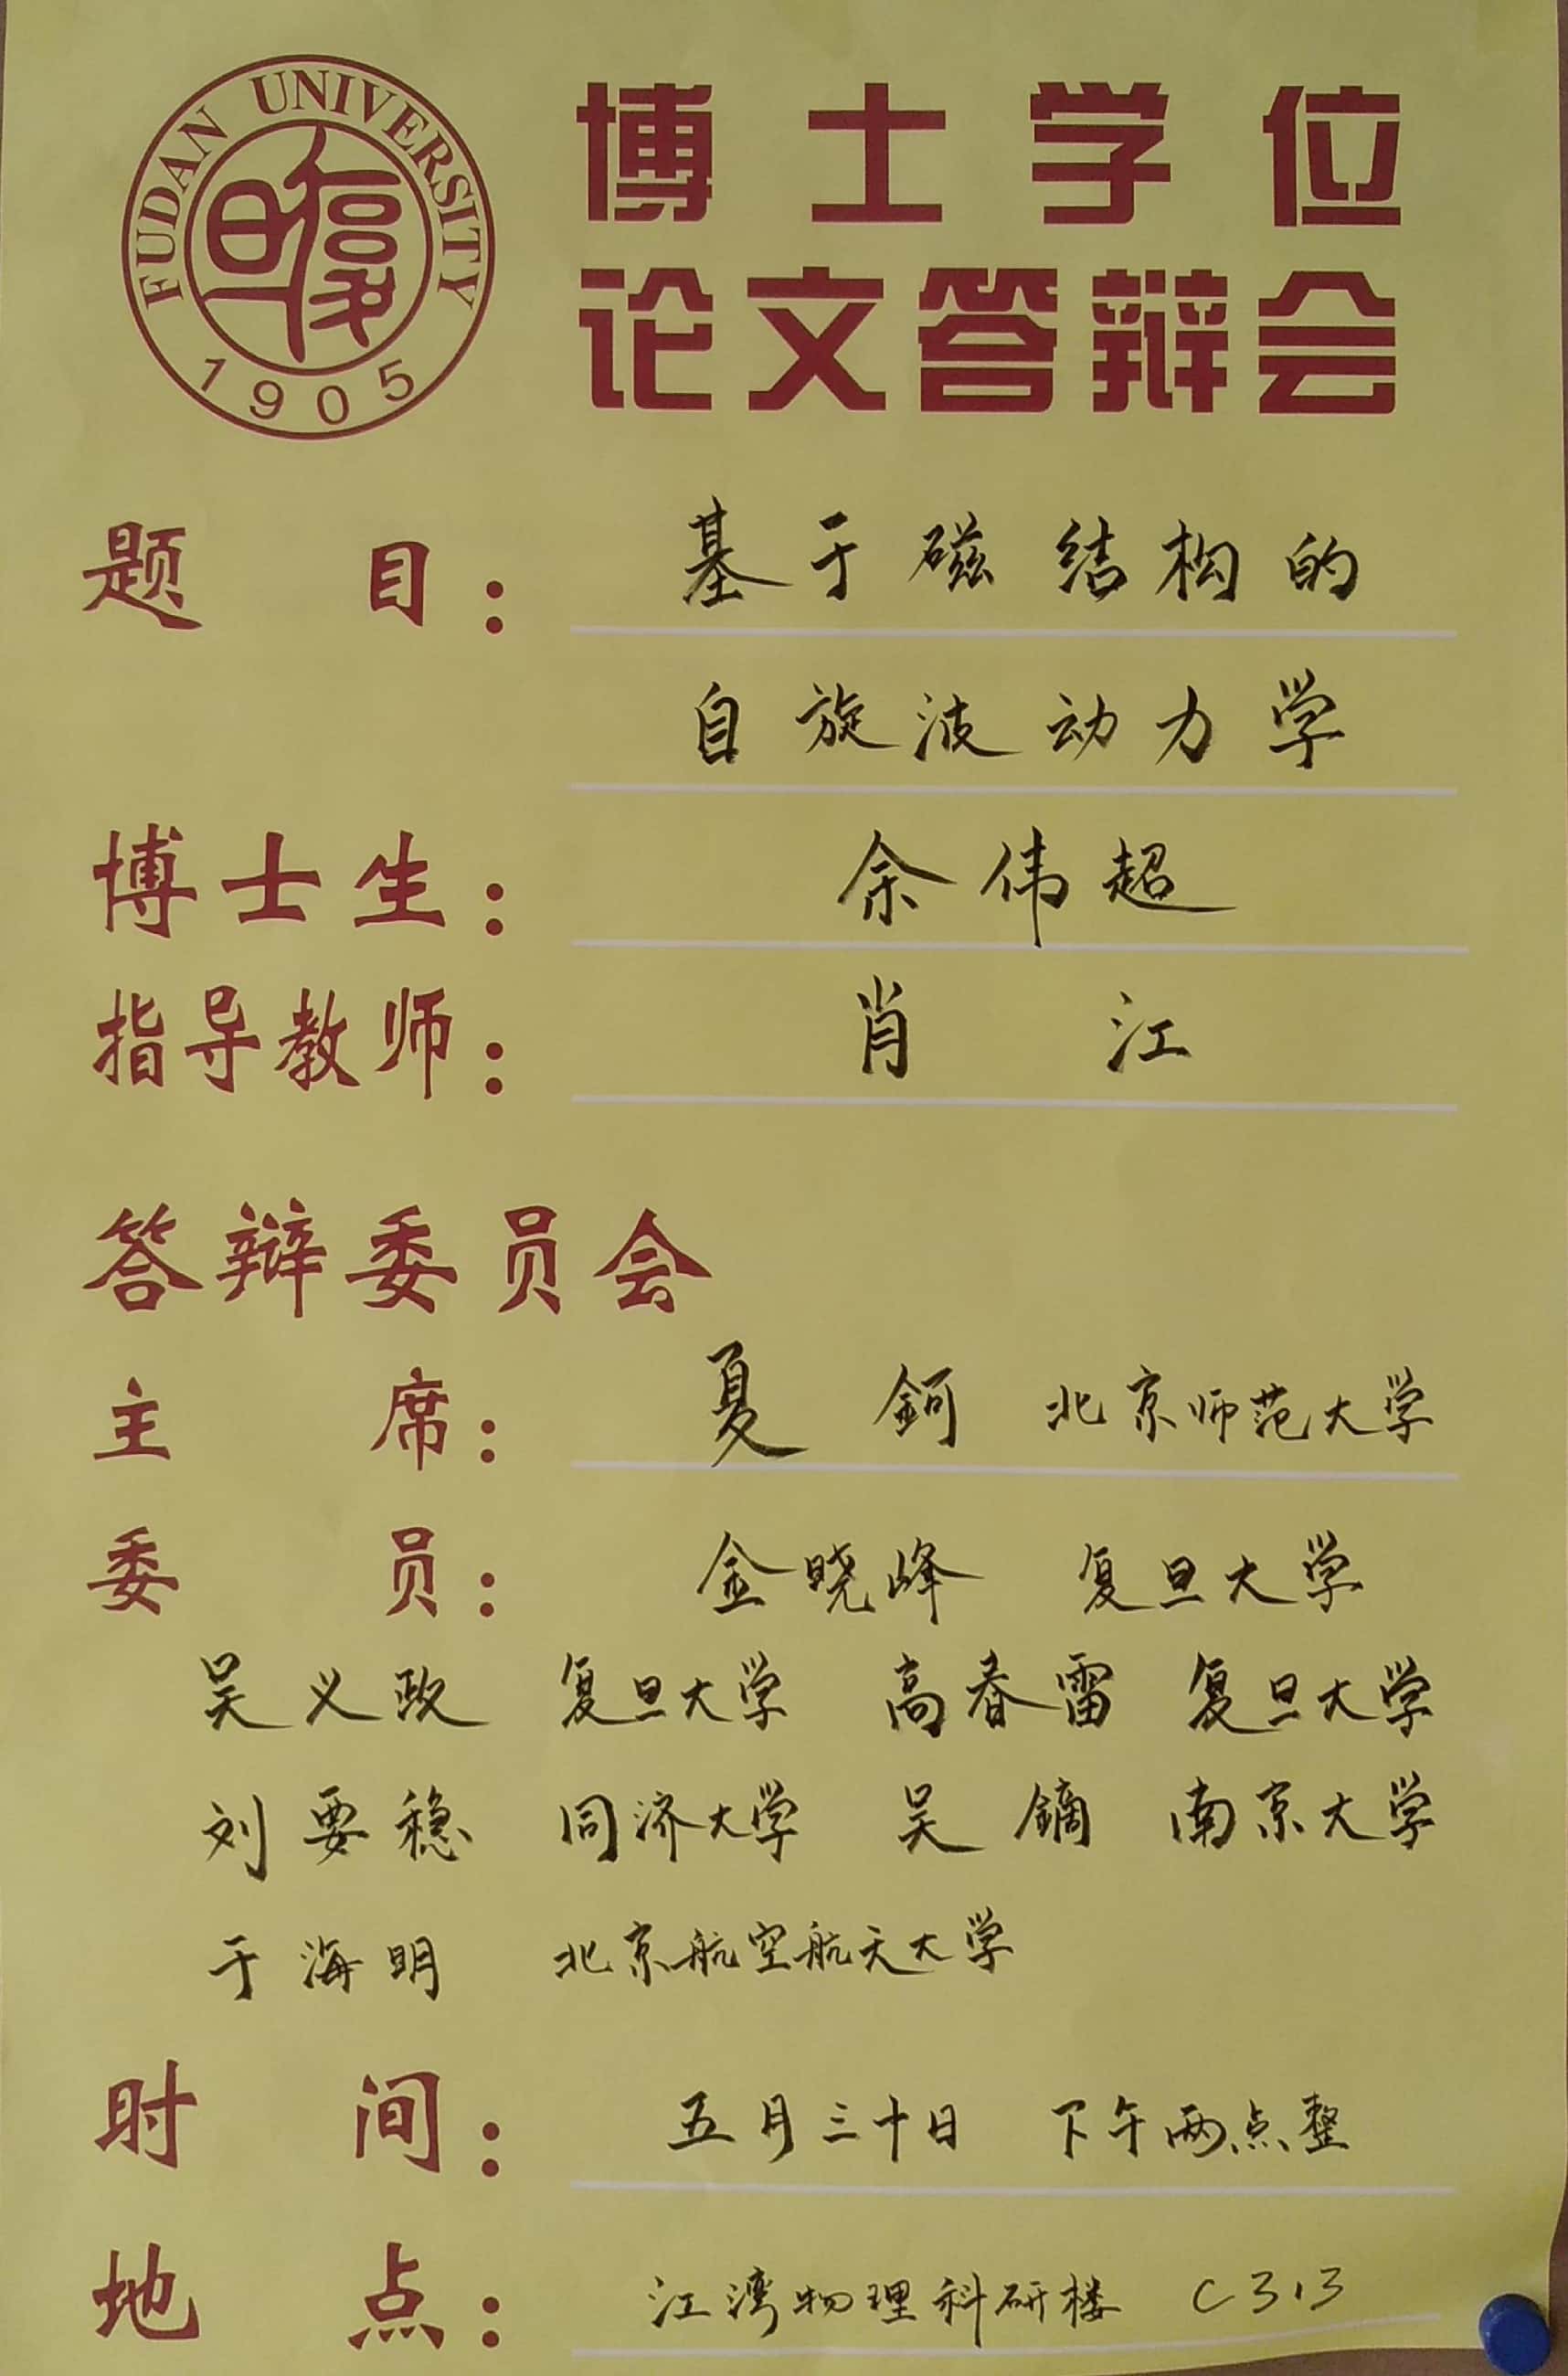 FUDAN UNIVERSITY
復旦
1905
博士学位
论文答辩会
题目：基于磁结构的
自旋波动力学
博士生：余伟超
指导教师：肖江
答辩委员会
主席：夏钶 北京师范大学
委员：金晓峰 复旦大学
吴义政 复旦大学 高春雷 复旦大学
刘要稳 同济大学 吴镝 南京大学
于海明 北京航空航天大学
时间：五月三十日 下午两点整
地点：江湾物理科研楼 C313